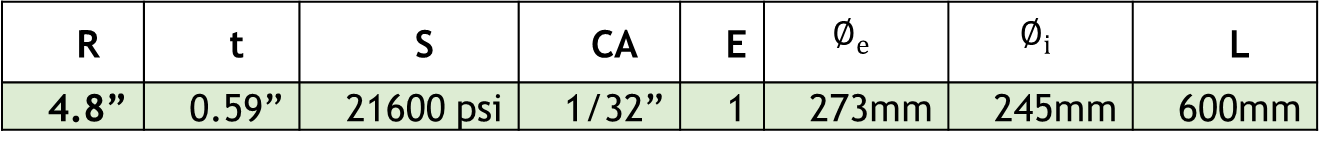 R t S CA E Øe Øi L
4.8” 0.59” 21600 psi 1/32” 1 273mm 245mm 600mm